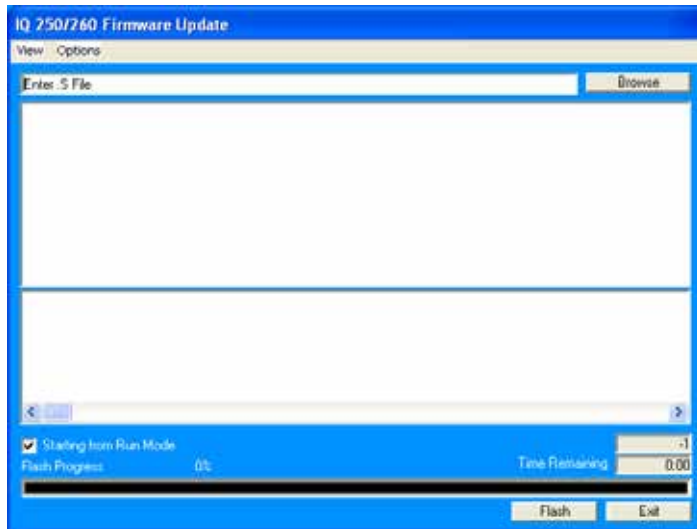 IQ 250/260 Firmware Update
View Options
Enter .S File
Browse
Starting from Run Mode
-1
Flash Progress 0% Time Remaining 0:00
Flash Exit